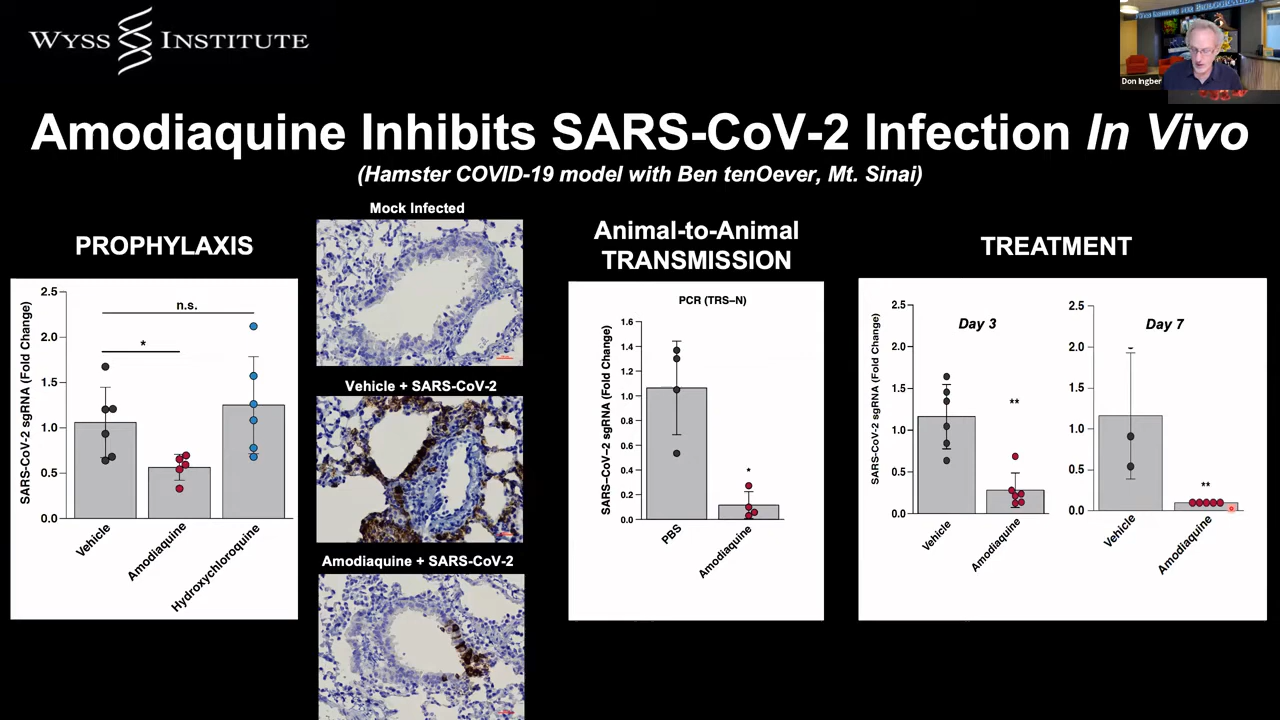 WYSS INSTITUTE
Don Ingber
Amodiaquine Inhibits SARS-CoV-2 Infection In Vivo
(Hamster COVID-19 model with Ben tenOever, Mt. Sinai)
PROPHYLAXIS
SARS-CoV-2 sgRNA (Fold Change)
2.5
2.0
1.5
1.0
0.5
0.0
n.s.
*
Vehicle
Amodiaquine
Hydroxychloroquine
Mock Infected
Vehicle + SARS-CoV-2
Amodiaquine + SARS-CoV-2
Animal-to-Animal
TRANSMISSION
PCR (TRS–N)
SARS–CoV–2 sgRNA (Fold Change)
1.6
1.4
1.2
1.0
0.8
0.6
0.4
0.2
0.0
*
PBS
Amodiaquine
TREATMENT
SARS-CoV-2 sgRNA (Fold Change)
Day 3
2.5
2.0
1.5
1.0
0.5
0.0
**
Vehicle
Amodiaquine
Day 7
2.5
2.0
1.5
1.0
0.5
0.0
**
Vehicle
Amodiaquine